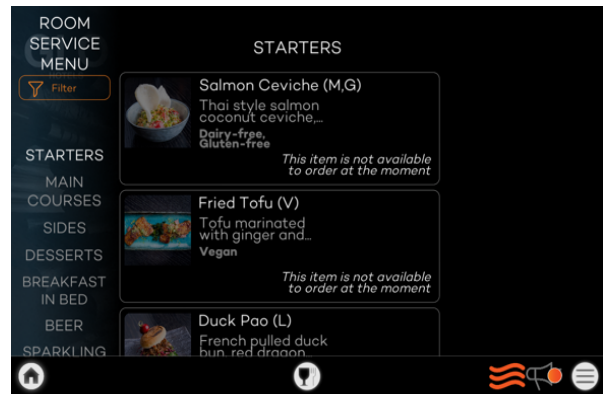 ROOM
SERVICE
MENU
Filter
STARTERS
MAIN
COURSES
SIDES
DESSERTS
BREAKFAST
IN BED
BEER
SPARKLING
STARTERS
Salmon Ceviche (M,G)
Thai style salmon
coconut ceviche,...
Dairy-free,
Gluten-free
This item is not available
to order at the moment
Fried Tofu (V)
Tofu marinated
with ginger and...
Vegan
This item is not available
to order at the moment
Duck Pao (L)
French pulled duck
bun, red dragon